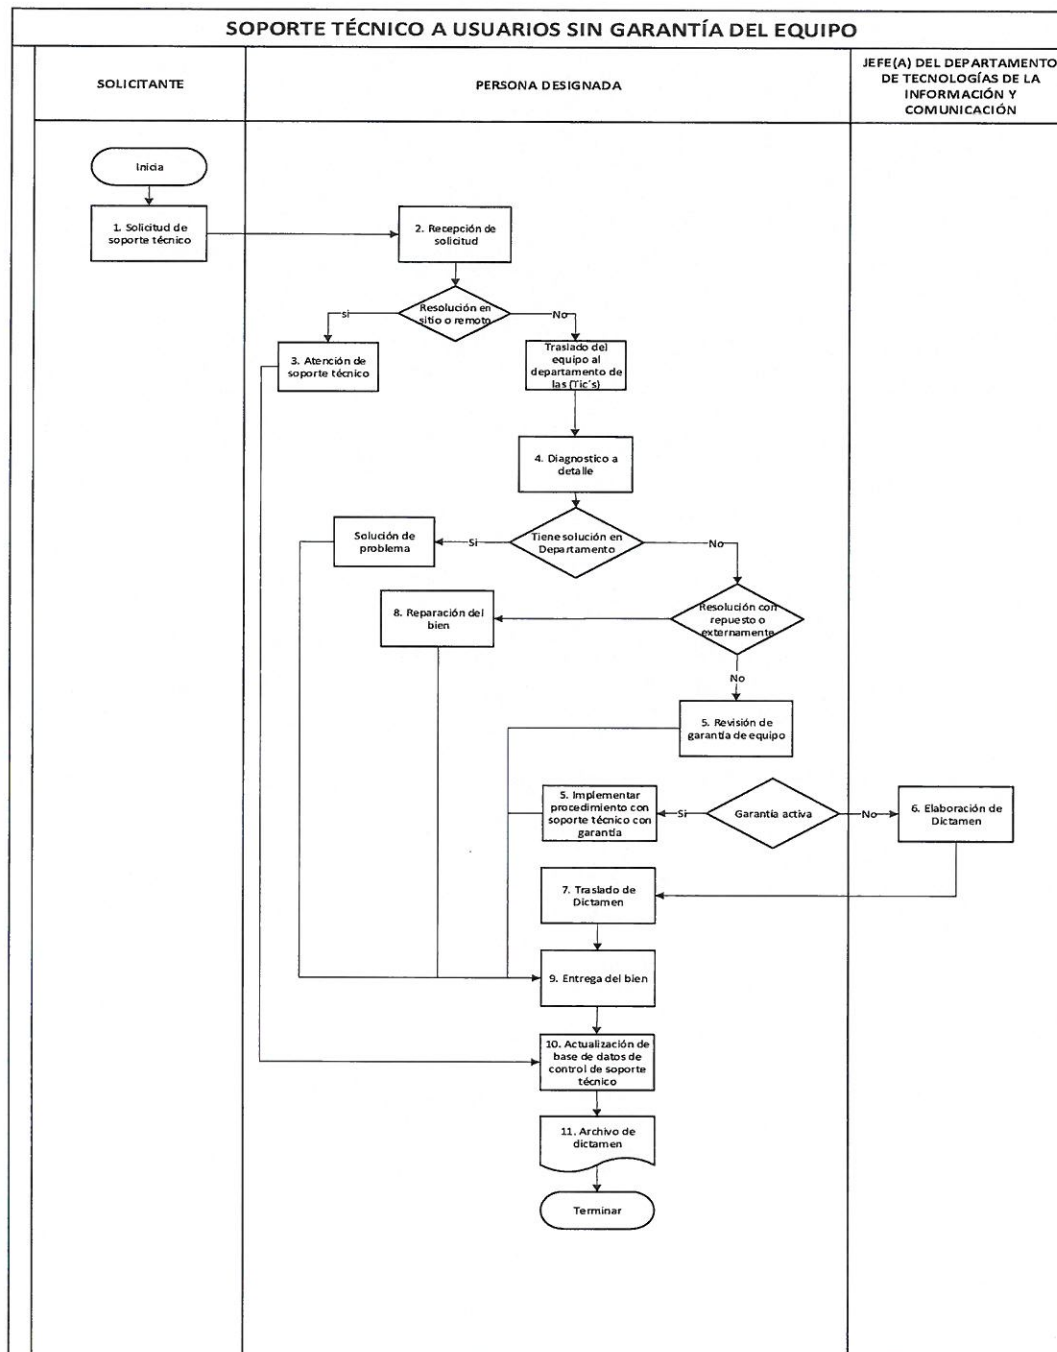 SOPORTE TÉCNICO A USUARIOS SIN GARANTÍA DEL EQUIPO
SOLICITANTE
PERSONA DESIGNADA
JEFE(A) DEL DEPARTAMENTO
DE TECNOLOGÍAS DE LA
INFORMACIÓN Y
COMUNICACIÓN
Inicia
1. Solicitud de
soporte técnico
2. Recepción de
solicitud
Resolución en
sitio o remoto
si
No
3. Atención de
soporte técnico
Traslado del
equipo al
departamento de
las (Tic´s)
4. Diagnostico a
detalle
Tiene solución en
Departamento
Si
No
Solución de
problema
8. Reparación del
bien
Resolución con
repuesto o
externamente
No
5. Revisión de
garantía de equipo
5. Implementar
procedimiento con
soporte técnico con
garantía
Si
Garantía activa
No
6. Elaboración de
Dictamen
7. Traslado de
Dictamen
9. Entrega del bien
10. Actualización de
base de datos de
control de soporte
técnico
11. Archivo de
dictamen
Terminar